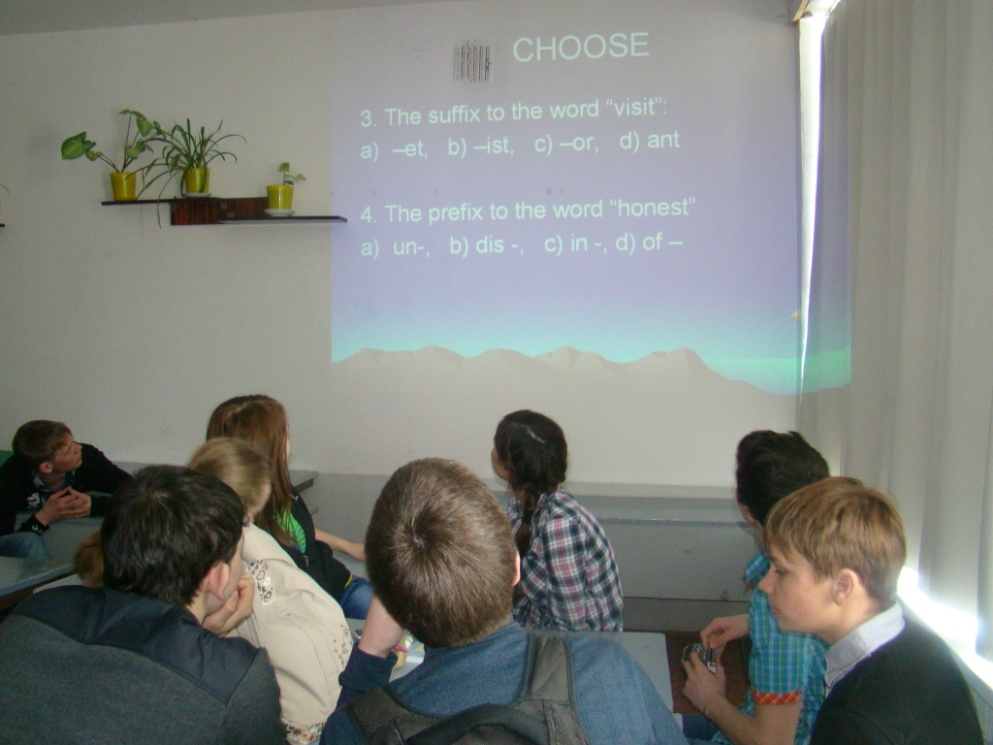 CHOOSE
3. The suffix to the word “visit”:
a) –et, b) –ist, c) –or, d) ant
4. The prefix to the word “honest”
a) un-, b) dis -, c) in -, d) of –